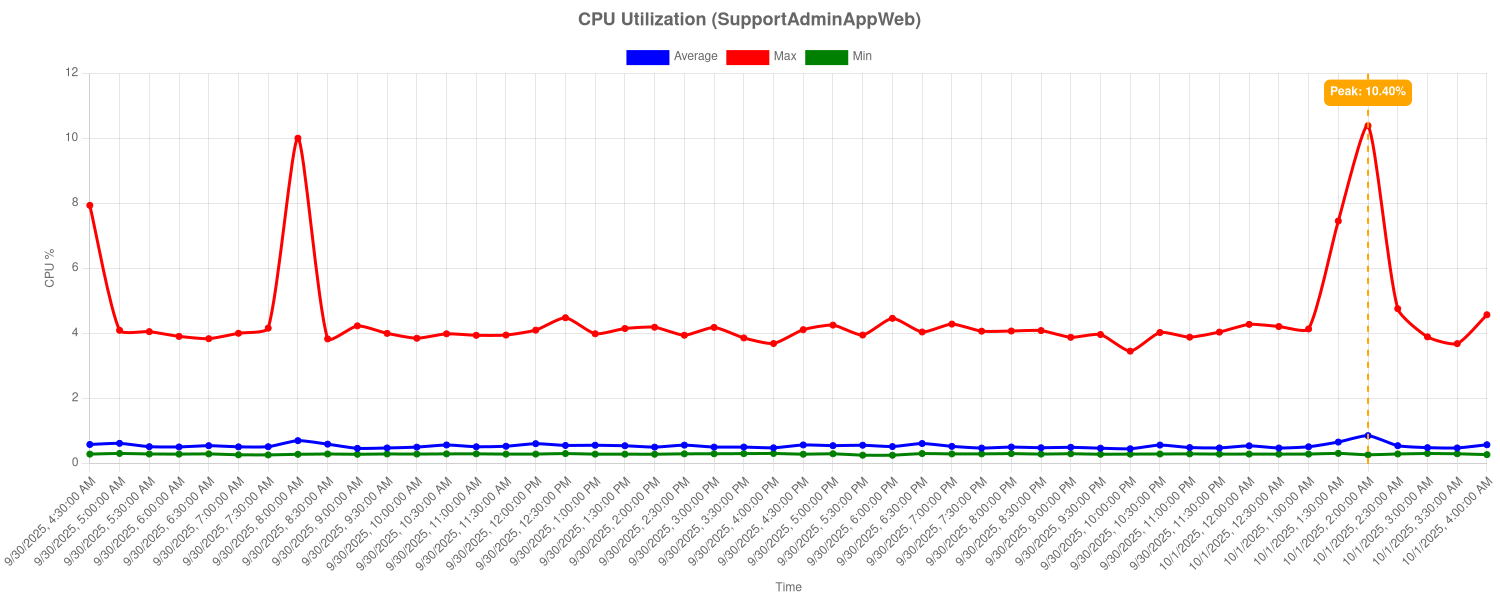 CPU Utilization (SupportAdminAppWeb)
Average Max Min
Peak: 10.40%
12
10
8
6
4
2
0
CPU %
9/30/2025, 4:30:00 AM
9/30/2025, 5:00:00 AM
9/30/2025, 5:30:00 AM
9/30/2025, 6:00:00 AM
9/30/2025, 6:30:00 AM
9/30/2025, 7:00:00 AM
9/30/2025, 7:30:00 AM
9/30/2025, 8:00:00 AM
9/30/2025, 8:30:00 AM
9/30/2025, 9:00:00 AM
9/30/2025, 9:30:00 AM
9/30/2025, 10:00:00 AM
9/30/2025, 10:30:00 AM
9/30/2025, 11:00:00 AM
9/30/2025, 11:30:00 AM
9/30/2025, 12:00:00 PM
9/30/2025, 12:30:00 PM
9/30/2025, 1:00:00 PM
9/30/2025, 1:30:00 PM
9/30/2025, 2:00:00 PM
9/30/2025, 2:30:00 PM
9/30/2025, 3:00:00 PM
9/30/2025, 3:30:00 PM
9/30/2025, 4:00:00 PM
9/30/2025, 4:30:00 PM
9/30/2025, 5:00:00 PM
9/30/2025, 5:30:00 PM
9/30/2025, 6:00:00 PM
9/30/2025, 6:30:00 PM
9/30/2025, 7:00:00 PM
9/30/2025, 7:30:00 PM
9/30/2025, 8:00:00 PM
9/30/2025, 8:30:00 PM
9/30/2025, 9:00:00 PM
9/30/2025, 9:30:00 PM
9/30/2025, 10:00:00 PM
9/30/2025, 10:30:00 PM
9/30/2025, 11:00:00 PM
9/30/2025, 11:30:00 PM
10/1/2025, 12:00:00 AM
10/1/2025, 12:30:00 AM
10/1/2025, 1:00:00 AM
10/1/2025, 1:30:00 AM
10/1/2025, 2:00:00 AM
10/1/2025, 2:30:00 AM
10/1/2025, 3:00:00 AM
10/1/2025, 3:30:00 AM
10/1/2025, 4:00:00 AM
Time